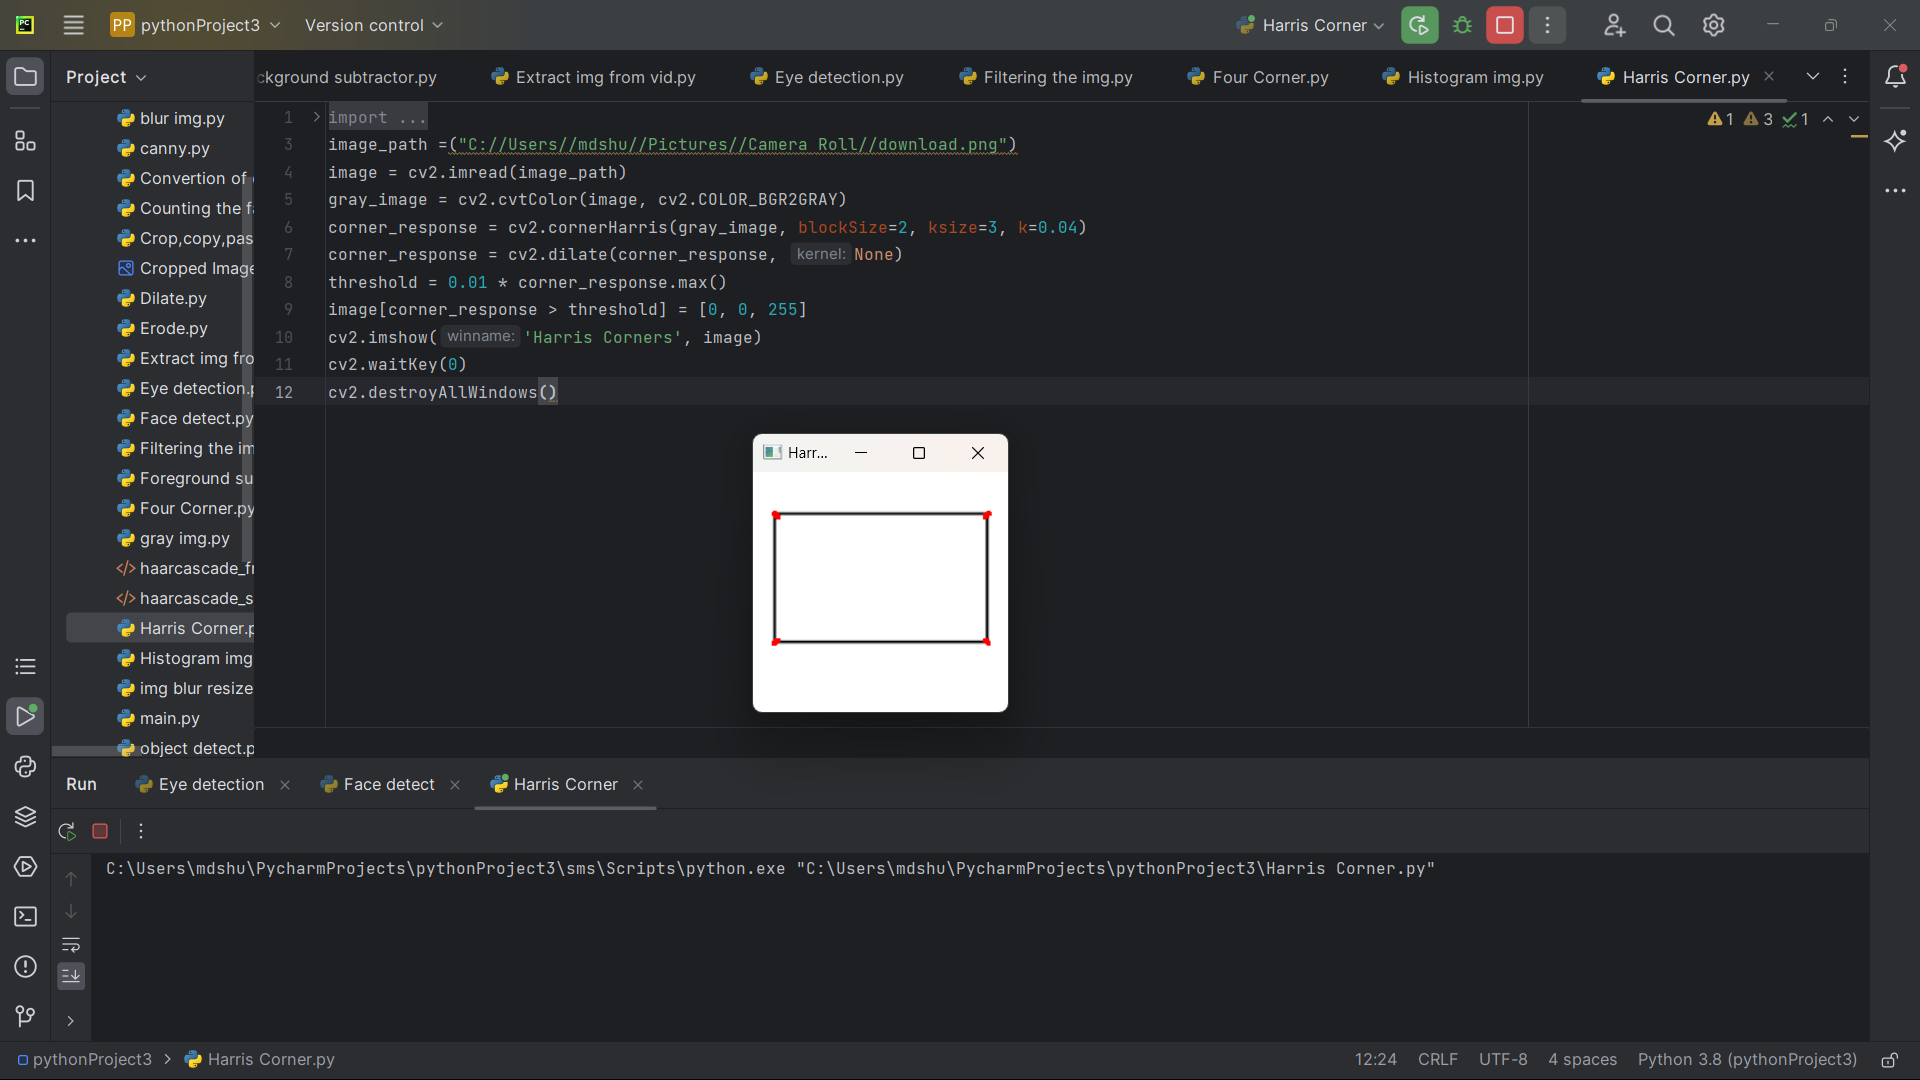 PC
PP pythonProject3
Version control
Harris Corner
Project
ckground subtractor.py
Extract img from vid.py
Eye detection.py
Filtering the img.py
Four Corner.py
Histogram img.py
Harris Corner.py
blur img.py
canny.py
Convertion of
Counting the fa
Crop,copy,pas
Cropped Image
Dilate.py
Erode.py
Extract img fro
Eye detection.p
Face detect.py
Filtering the im
Foreground su
Four Corner.py
gray img.py
haarcascade_fr
haarcascade_s
Harris Corner.p
Histogram img
img blur resize
main.py
object detect.p
1 import ...
3 image_path =("C://Users//mdshu//Pictures//Camera Roll//download.png")
4 image = cv2.imread(image_path)
5 gray_image = cv2.cvtColor(image, cv2.COLOR_BGR2GRAY)
6 corner_response = cv2.cornerHarris(gray_image, blockSize=2, ksize=3, k=0.04)
7 corner_response = cv2.dilate(corner_response, kernel: None)
8 threshold = 0.01 * corner_response.max()
9 image[corner_response > threshold] = [0, 0, 255]
10 cv2.imshow( winname: 'Harris Corners', image)
11 cv2.waitKey(0)
12 cv2.destroyAllWindows()
1 3 1
Harr...
Run
Eye detection
Face detect
Harris Corner
C:\Users\mdshu\PycharmProjects\pythonProject3\sms\Scripts\python.exe "C:\Users\mdshu\PycharmProjects\pythonProject3\Harris Corner.py"
pythonProject3 > Harris Corner.py
12:24 CRLF UTF-8 4 spaces Python 3.8 (pythonProject3)